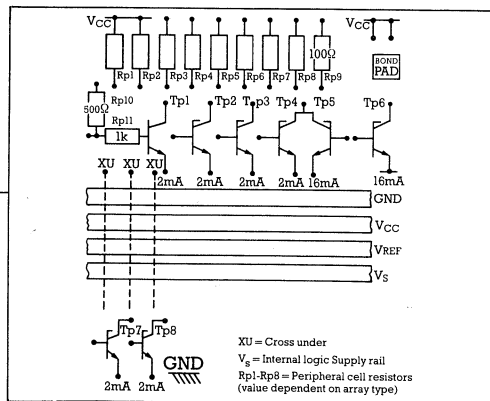 VCC VCC
Rp1 Rp2 Rp3 Rp4 Rp5 Rp6 Rp7 Rp8 Rp9
100Ω
BOND
PAD
Rp10
500Ω
Rp11
1k
Tp1 Tp2 Tp3 Tp4 Tp5 Tp6
XU XU XU
2mA 2mA 2mA 2mA 16mA 16mA
GND
VCC
VREF
VS
Tp7 Tp8
GND
2mA 2mA
XU = Cross under
VS = Internal logic Supply rail
Rp1-Rp8 = Peripheral cell resistors
(value dependent on array type)